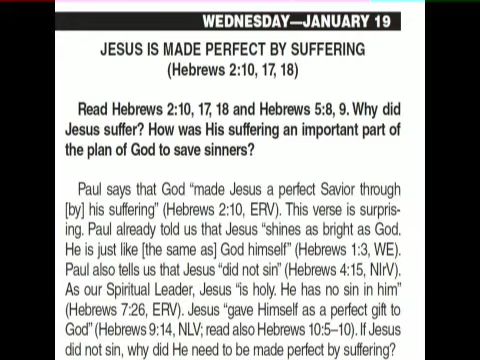 WEDNESDAY—JANUARY 19
JESUS IS MADE PERFECT BY SUFFERING
(Hebrews 2:10, 17, 18)
Read Hebrews 2:10, 17, 18 and Hebrews 5:8, 9. Why did
Jesus suffer? How was His suffering an important part of
the plan of God to save sinners?
Paul says that God “made Jesus a perfect Savior through
[by] his suffering” (Hebrews 2:10, ERV). This verse is surpris-
ing. Paul already told us that Jesus “shines as bright as God.
He is just like [the same as] God himself” (Hebrews 1:3, WE).
Paul also tells us that Jesus “did not sin” (Hebrews 4:15, NIrV).
As our Spiritual Leader, Jesus “is holy. He has no sin in him”
(Hebrews 7:26, ERV). Jesus “gave Himself as a perfect gift to
God” (Hebrews 9:14, NLV; read also Hebrews 10:5–10). If Jesus
did not sin, why did He need to be made perfect by suffering?